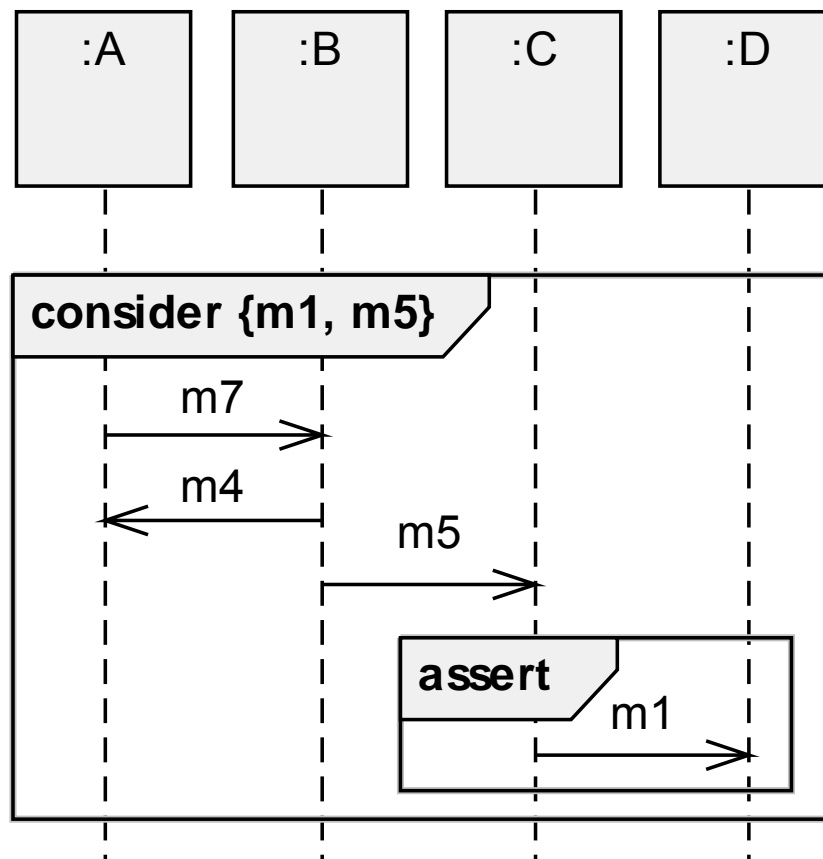 :A :B :C :D
consider {m1, m5}
m7
m4
m5
assert
m1